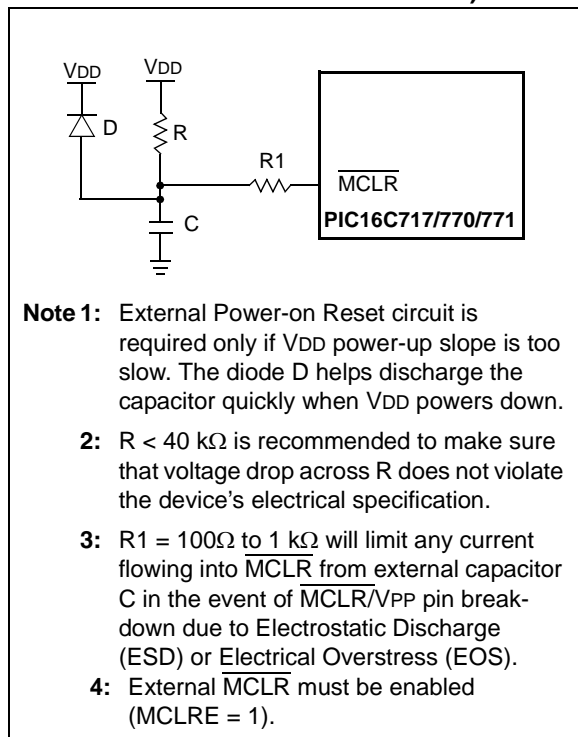 VDD
VDD
D
R
R1
MCLR
C
PIC16C717/770/771
Note 1: External Power-on Reset circuit is
required only if VDD power-up slope is too
slow. The diode D helps discharge the
capacitor quickly when VDD powers down.
2: R < 40 kΩ is recommended to make sure
that voltage drop across R does not violate
the device's electrical specification.
3: R1 = 100Ω to 1 kΩ will limit any current
flowing into MCLR from external capacitor
C in the event of MCLR/VPP pin break-
down due to Electrostatic Discharge
(ESD) or Electrical Overstress (EOS).
4: External MCLR must be enabled
(MCLRE = 1).